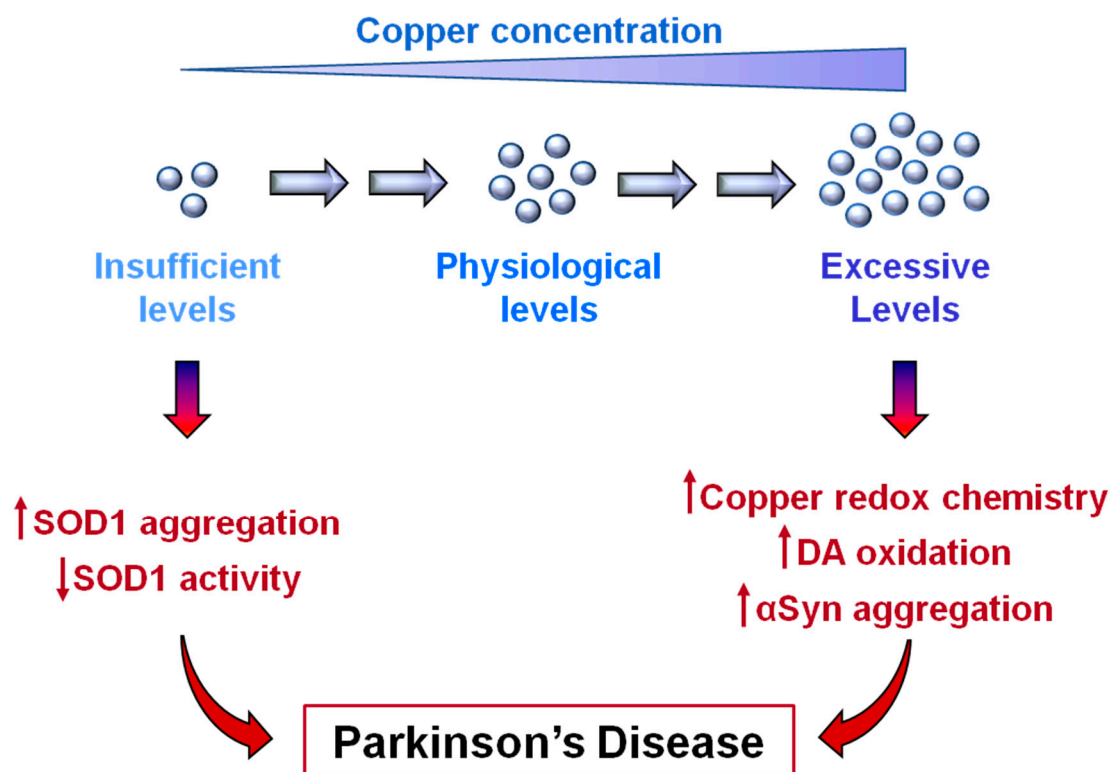 Copper concentration
Insufficient
levels
Physiological
levels
Excessive
Levels
↑SOD1 aggregation
↓SOD1 activity
↑Copper redox chemistry
↑DA oxidation
↑αSyn aggregation
Parkinson’s Disease